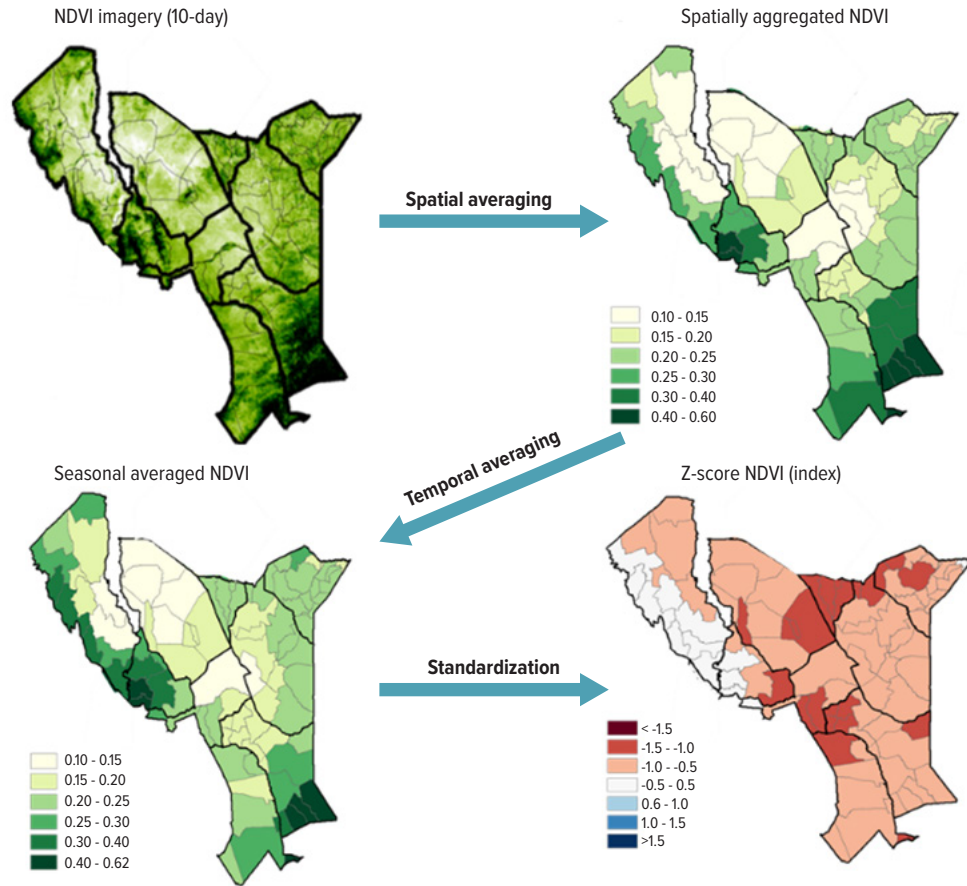 NDVI imagery (10-day)
Spatially aggregated NDVI
Spatial averaging
0.10 - 0.15
0.15 - 0.20
0.20 - 0.25
0.25 - 0.30
0.30 - 0.40
0.40 - 0.60
Temporal averaging
Seasonal averaged NDVI
Z-score NDVI (index)
Standardization
0.10 - 0.15
0.15 - 0.20
0.20 - 0.25
0.25 - 0.30
0.30 - 0.40
0.40 - 0.62
< -1.5
-1.5 - -1.0
-1.0 - -0.5
-0.5 - 0.5
0.6 - 1.0
1.0 - 1.5
>1.5